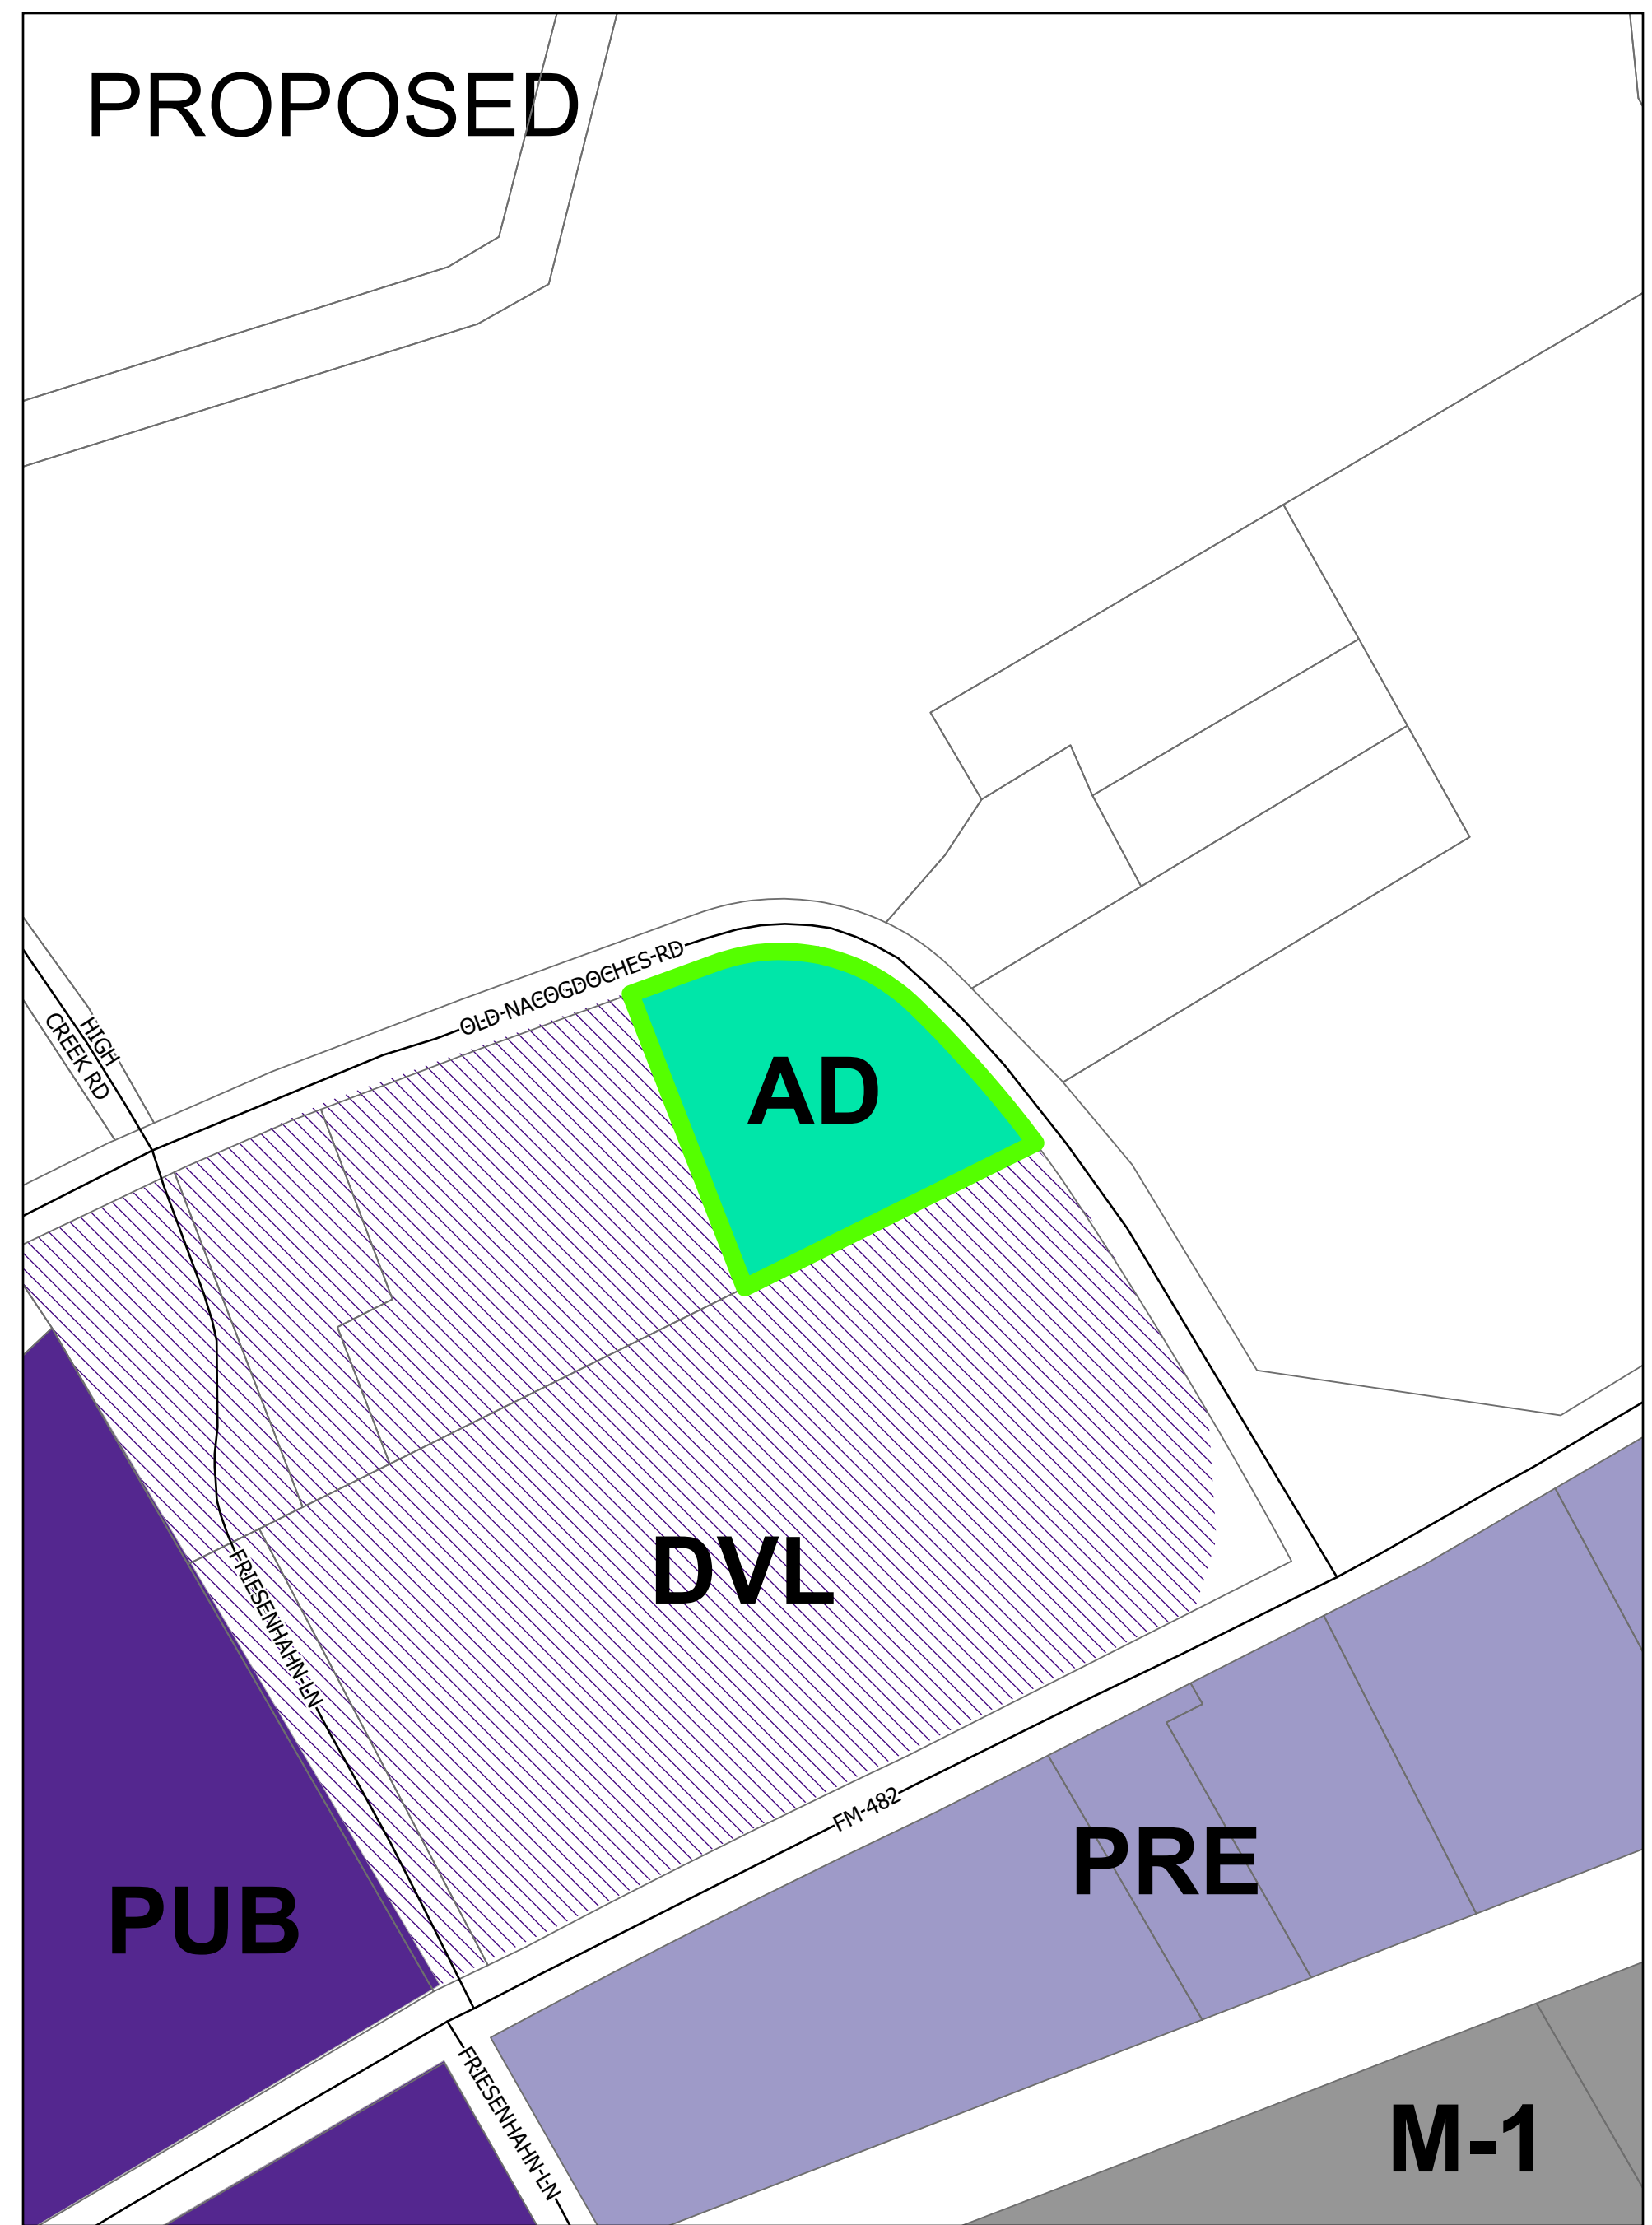 PROPOSED
OLD-NACOGDOCHES-RD
HIGH
CREEK RD
AD
DVL
FRIESENHAHN-LN
FM-482
PRE
PUB
FRIESENHAHN-LN
M-1